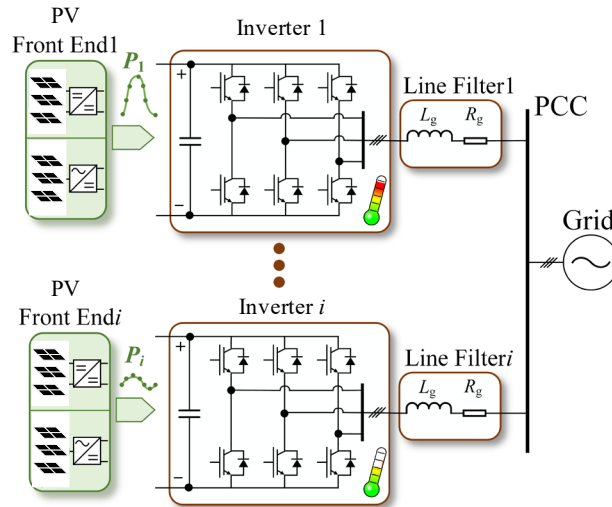 PV
Front End1
P1
Inverter 1
+
−
Line Filter1
Lg
Rg
PCC
Grid
PV
Front Endi
Pi
Inverter i
+
−
Line Filteri
Lg
Rg